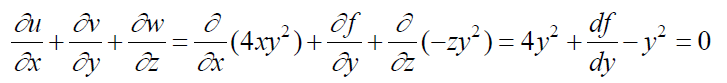 ∂u/∂x + ∂v/∂y + ∂w/∂z = ∂/∂x (4xy²) + ∂f/∂y + ∂/∂z (−zy²) = 4y² + df/dy − y² = 0